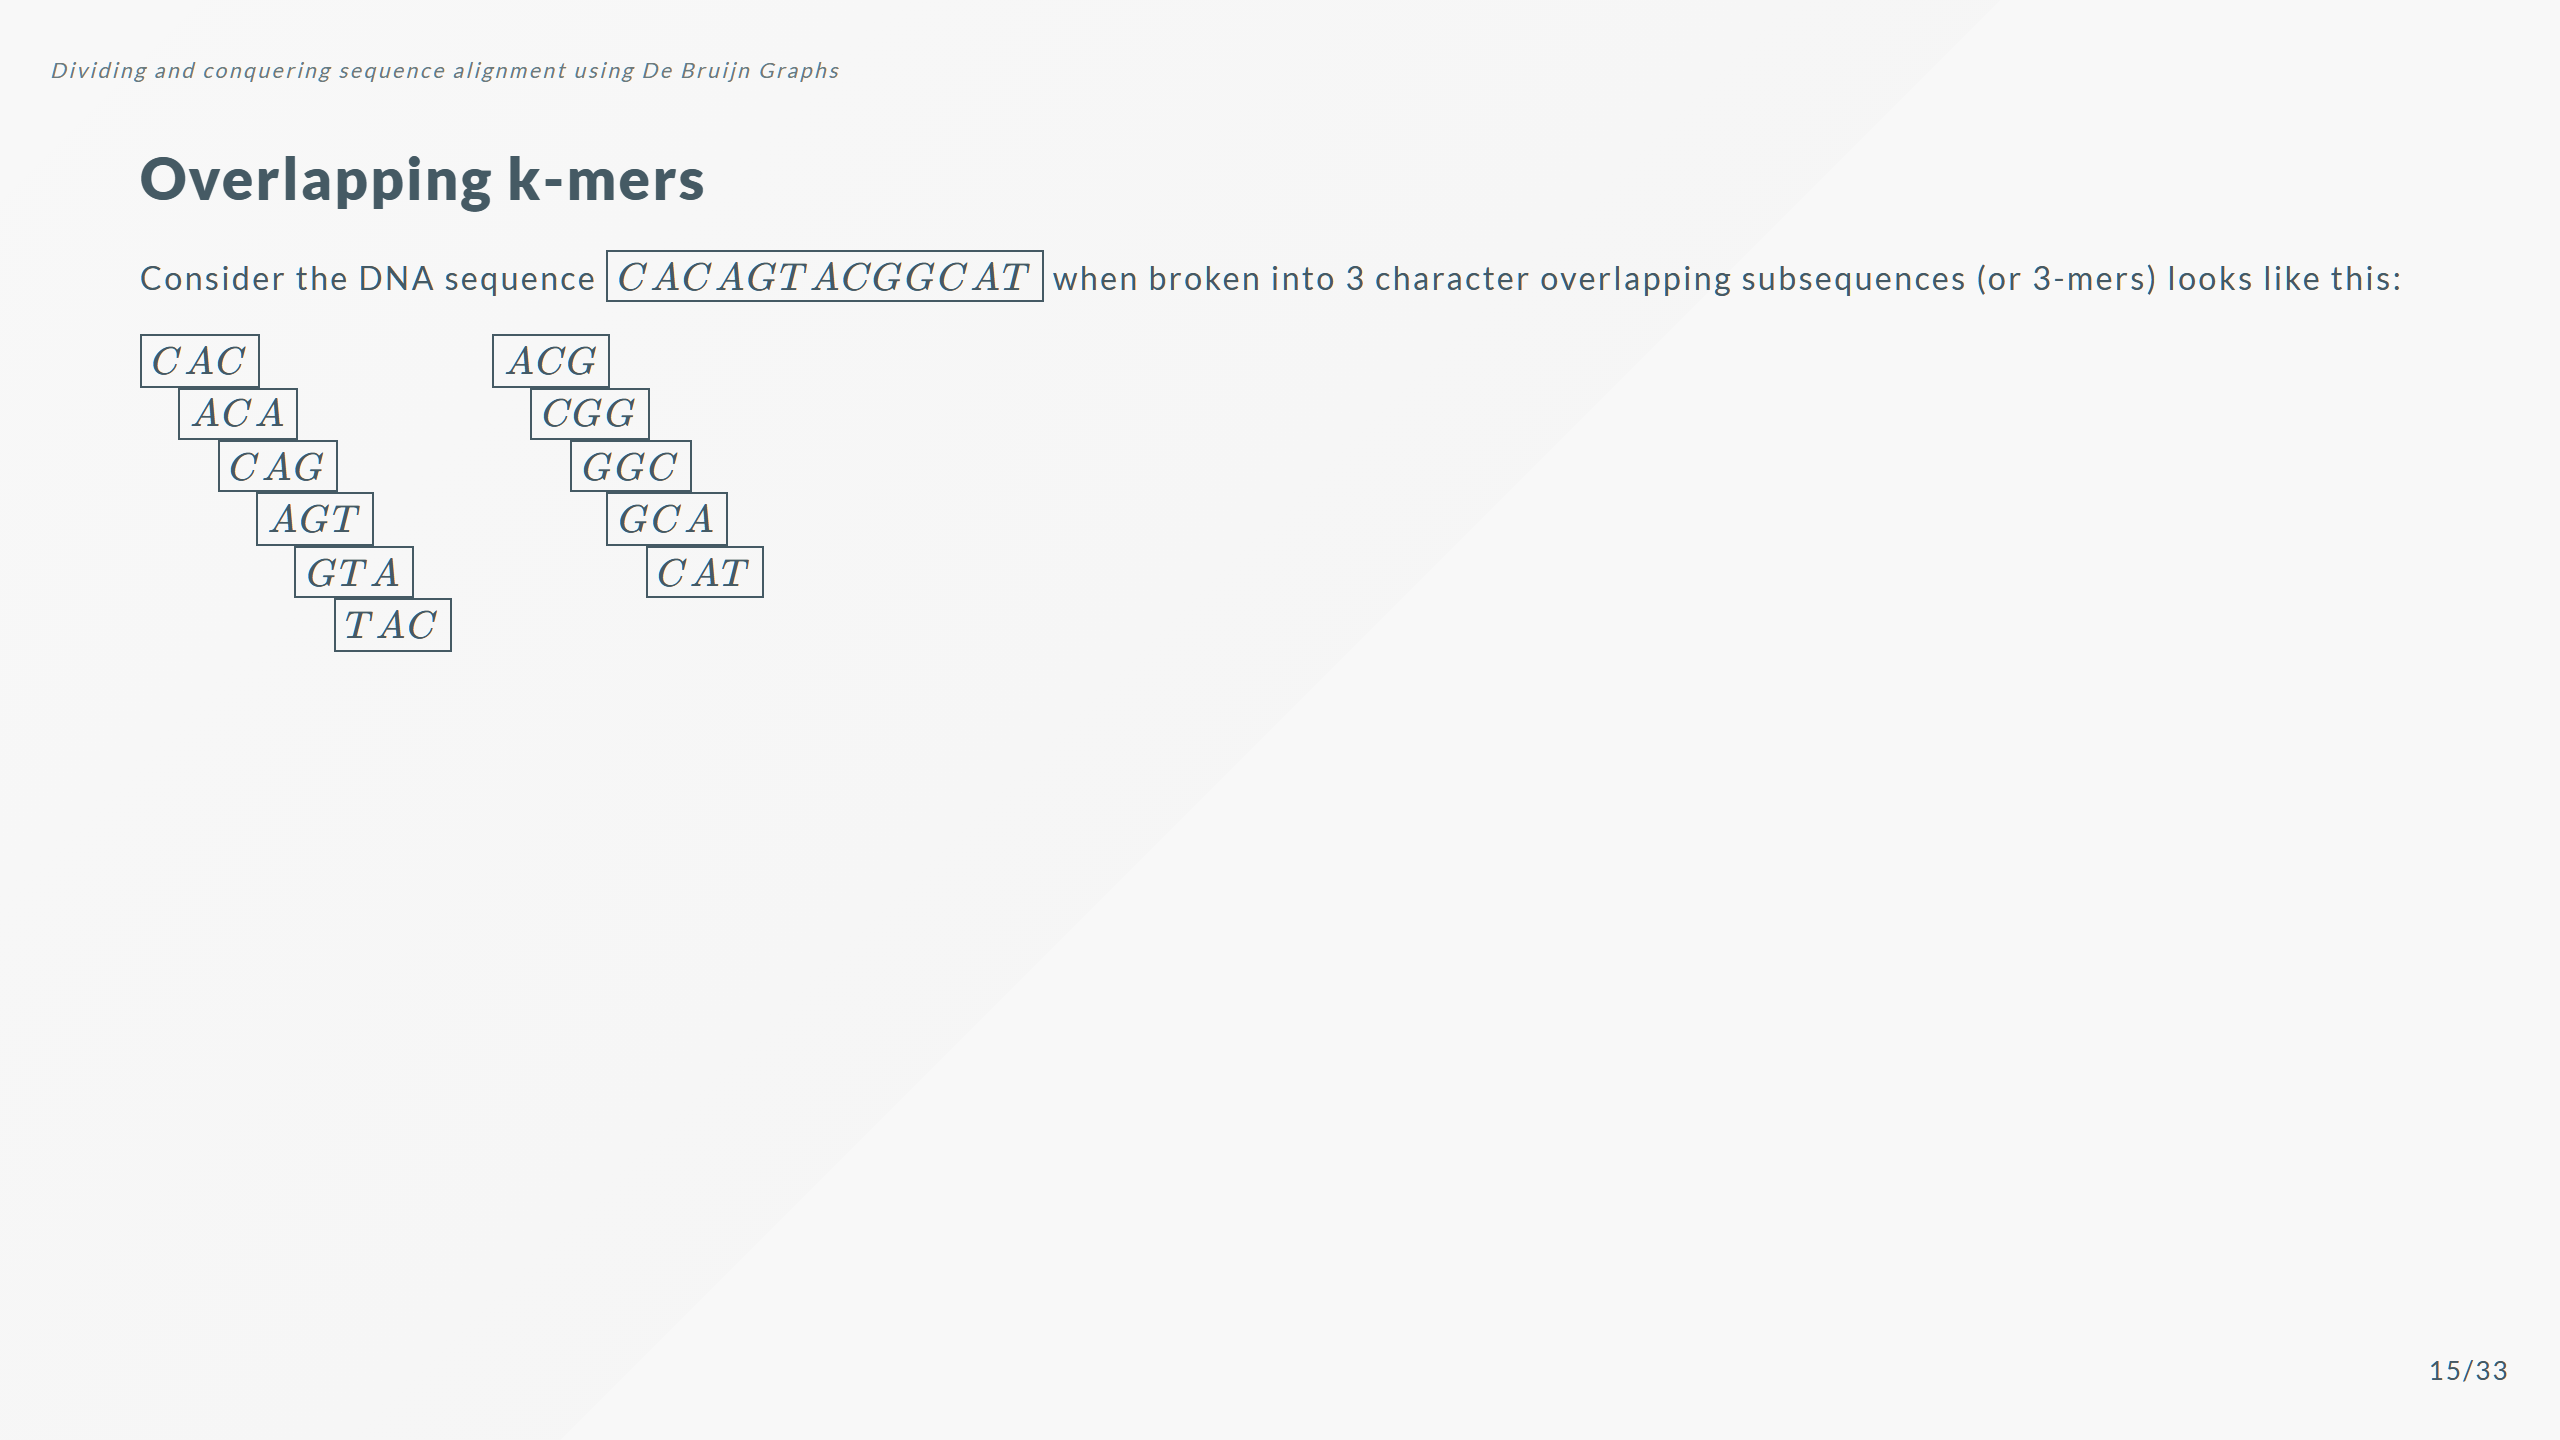 Dividing and conquering sequence alignment using De Bruijn Graphs
Overlapping k-mers
Consider the DNA sequence CACAGTACGGCAT when broken into 3 character overlapping subsequences (or 3-mers) looks like this:
CAC
ACA
CAG
AGT
GTA
TAC
ACG
CGG
GGC
GCA
CAT
15/33